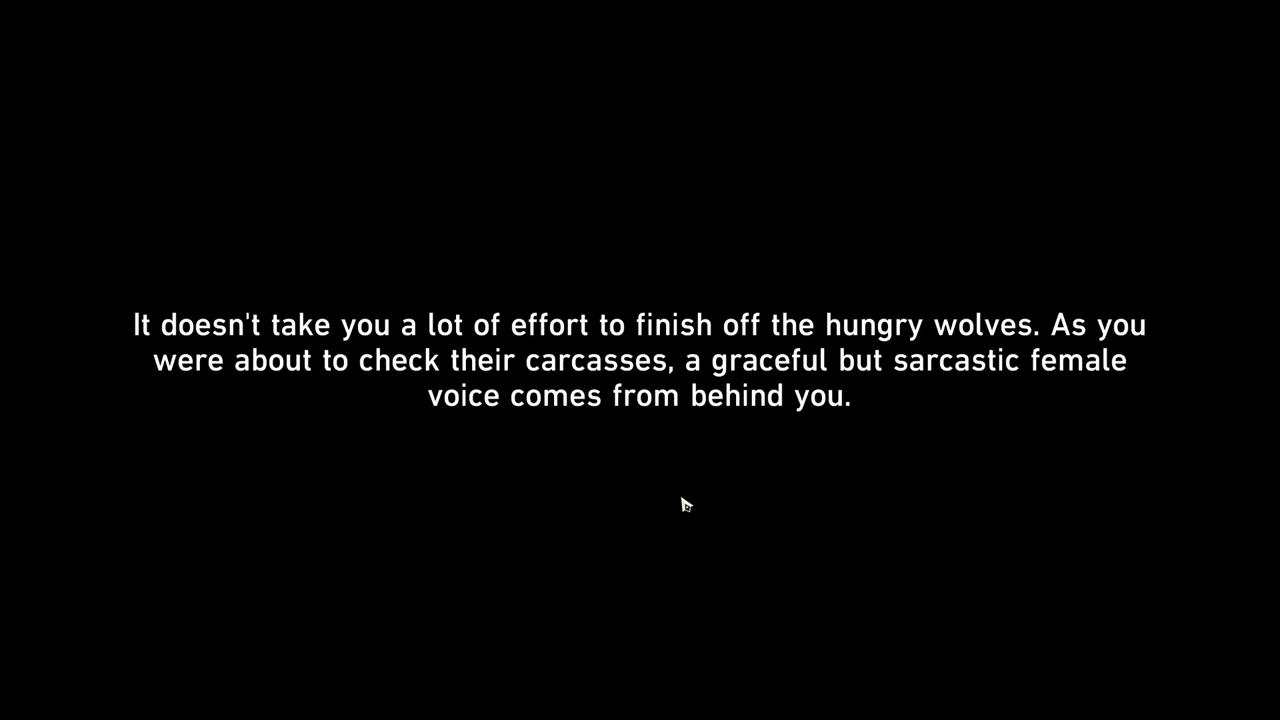 It doesn't take you a lot of effort to finish off the hungry wolves. As you
were about to check their carcasses, a graceful but sarcastic female
voice comes from behind you.